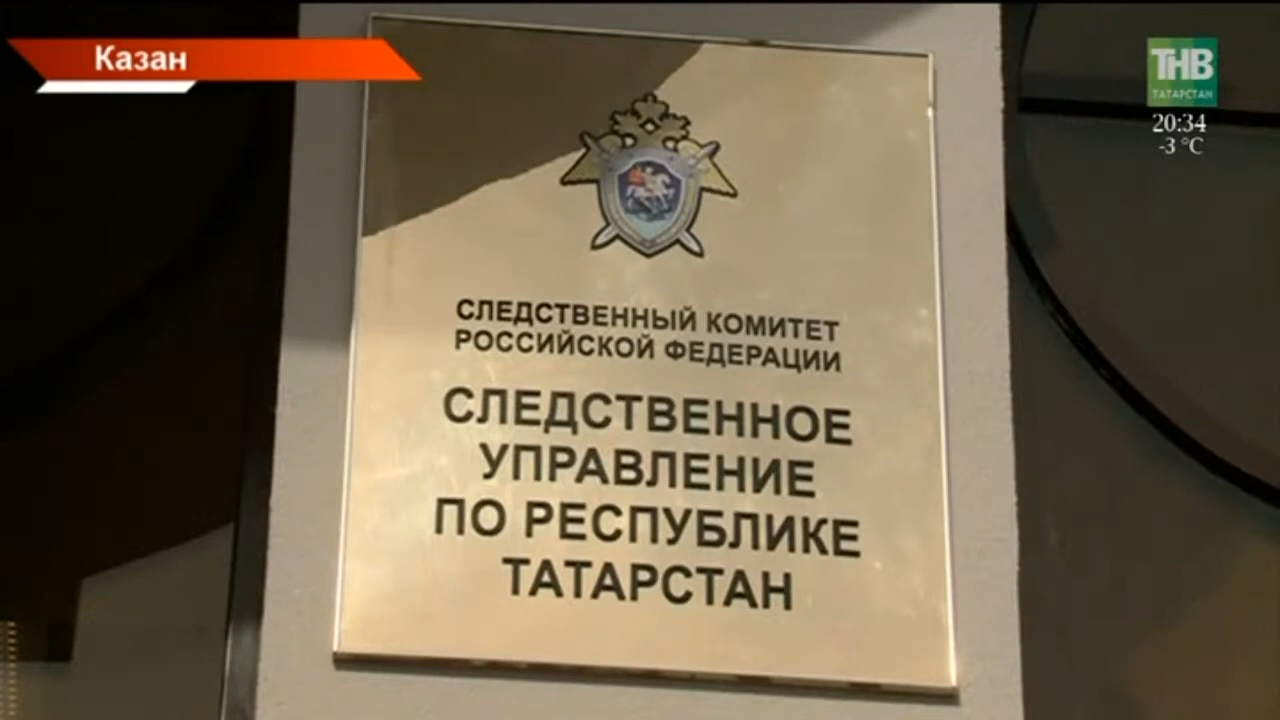 Казан
ТНВ
ТАТАРСТАН
20:34
-3 °C
СЛЕДСТВЕННЫЙ КОМИТЕТ
РОССИЙСКОЙ ФЕДЕРАЦИИ
СЛЕДСТВЕННОЕ
УПРАВЛЕНИЕ
ПО РЕСПУБЛИКЕ
ТАТАРСТАН